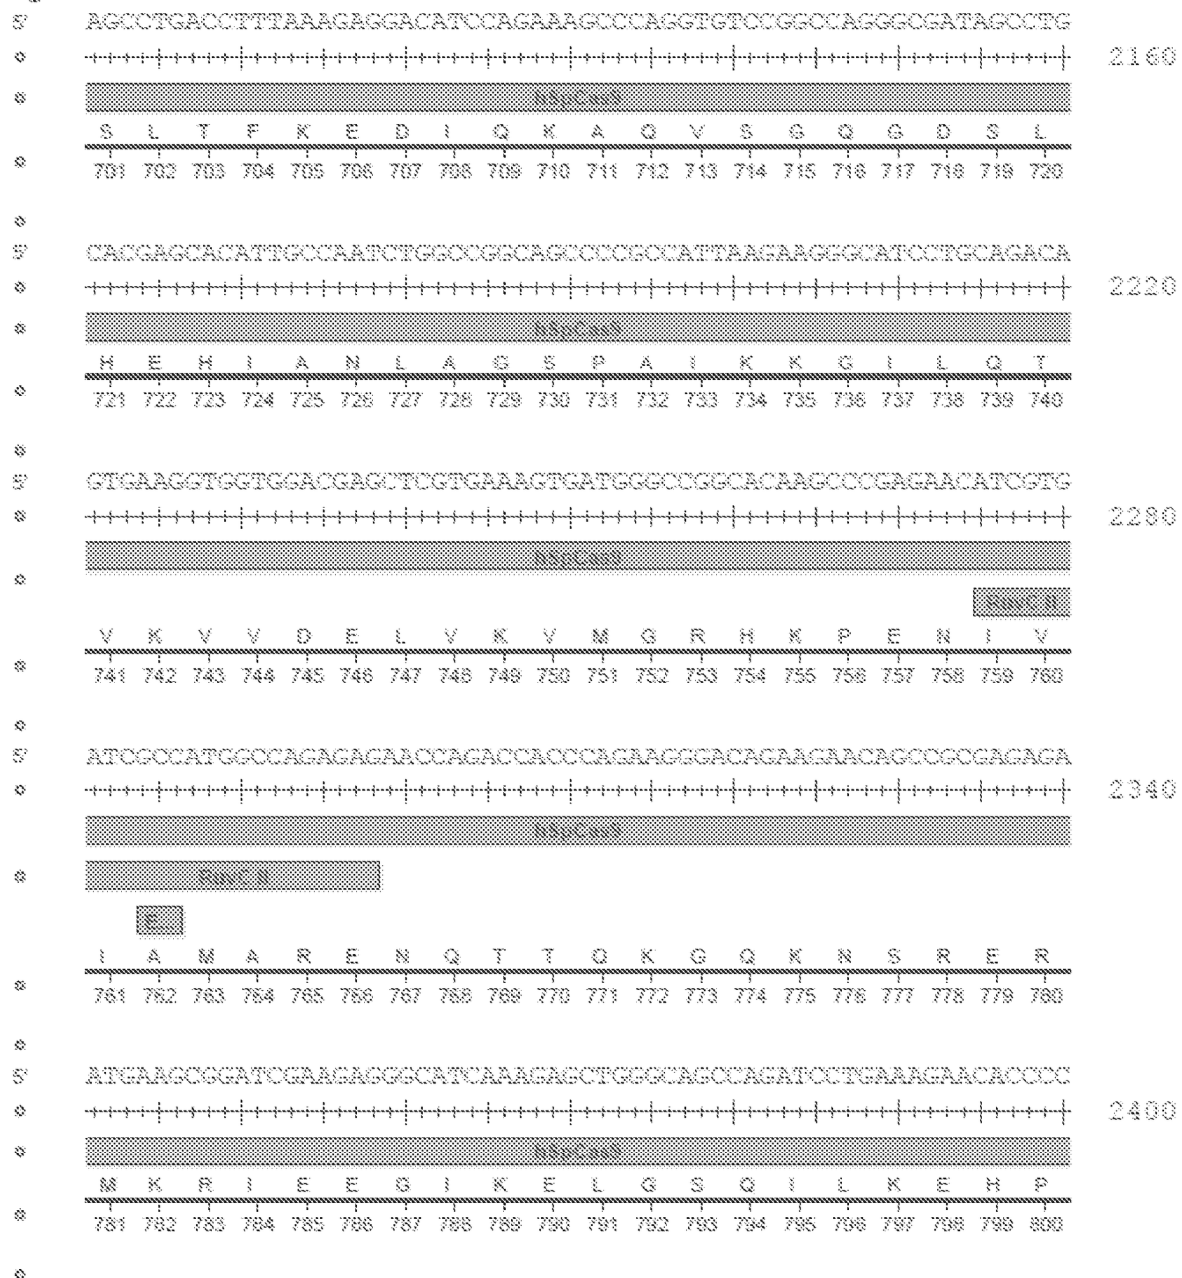 5' AGCCTGACCTTTAAAGAGGACATCCAGAAAGCCCAGGTGTCCGGCCAGGGCGATAGCCTG
2160
hSpCas9
S L T F K E D I Q K A Q V S G Q G D S L
701 702 703 704 705 706 707 708 709 710 711 712 713 714 715 716 717 718 719 720
5' CACGAGCACATTGCCAATCTGGCCGGCAGCCCCGCCATTAAGAAGGGCATCCTGCAGACA
2220
hSpCas9
H E H I A N L A G S P A I K K G I L Q T
721 722 723 724 725 726 727 728 729 730 731 732 733 734 735 736 737 738 739 740
5' GTGAAGGTGGTGGACGAGCTCGTGAAAGTGATGGGCCGGCACAAGCCCGAGAACATCGTG
2280
hSpCas9
RuvC II
V K V V D E L V K V M G R H K P E N I V
741 742 743 744 745 746 747 748 749 750 751 752 753 754 755 756 757 758 759 760
5' ATCGCCATGGCCAGAGAGAACCAGACCACCCAGAAGGGACAGAAGAACAGCCGCGAGAGA
2340
hSpCas9
RuvC II
E...
I A M A R E N Q T T Q K G Q K N S R E R
761 762 763 764 765 766 767 768 769 770 771 772 773 774 775 776 777 778 779 780
5' ATGAAGCGGATCGAAGAGGGCATCAAAGAGCTGGGCAGCCAGATCCTGAAAGAACACCCC
2400
hSpCas9
M K R I E E G I K E L G S Q I L K E H P
781 782 783 784 785 786 787 788 789 790 791 792 793 794 795 796 797 798 799 800